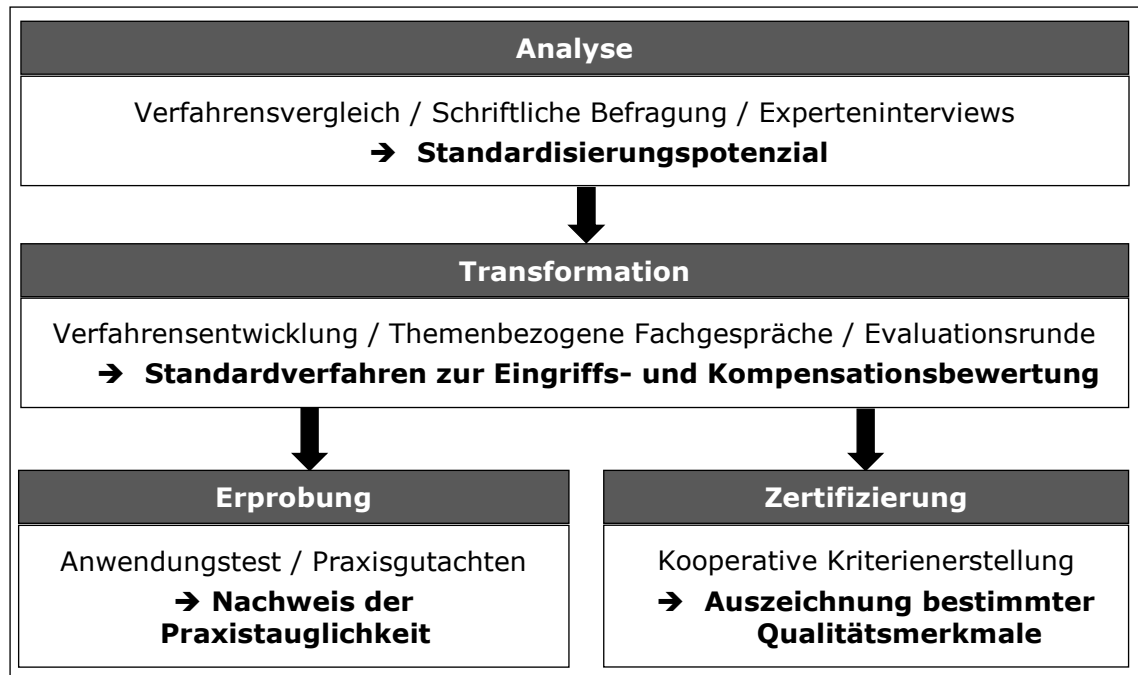 Analyse
Verfahrensvergleich / Schriftliche Befragung / Experteninterviews
➔ Standardisierungspotenzial
Transformation
Verfahrensentwicklung / Themenbezogene Fachgespräche / Evaluationsrunde
➔ Standardverfahren zur Eingriffs- und Kompensationsbewertung
Erprobung
Anwendungstest / Praxisgutachten
➔ Nachweis der
Praxistauglichkeit
Zertifizierung
Kooperative Kriterienerstellung
➔ Auszeichnung bestimmter
Qualitätsmerkmale